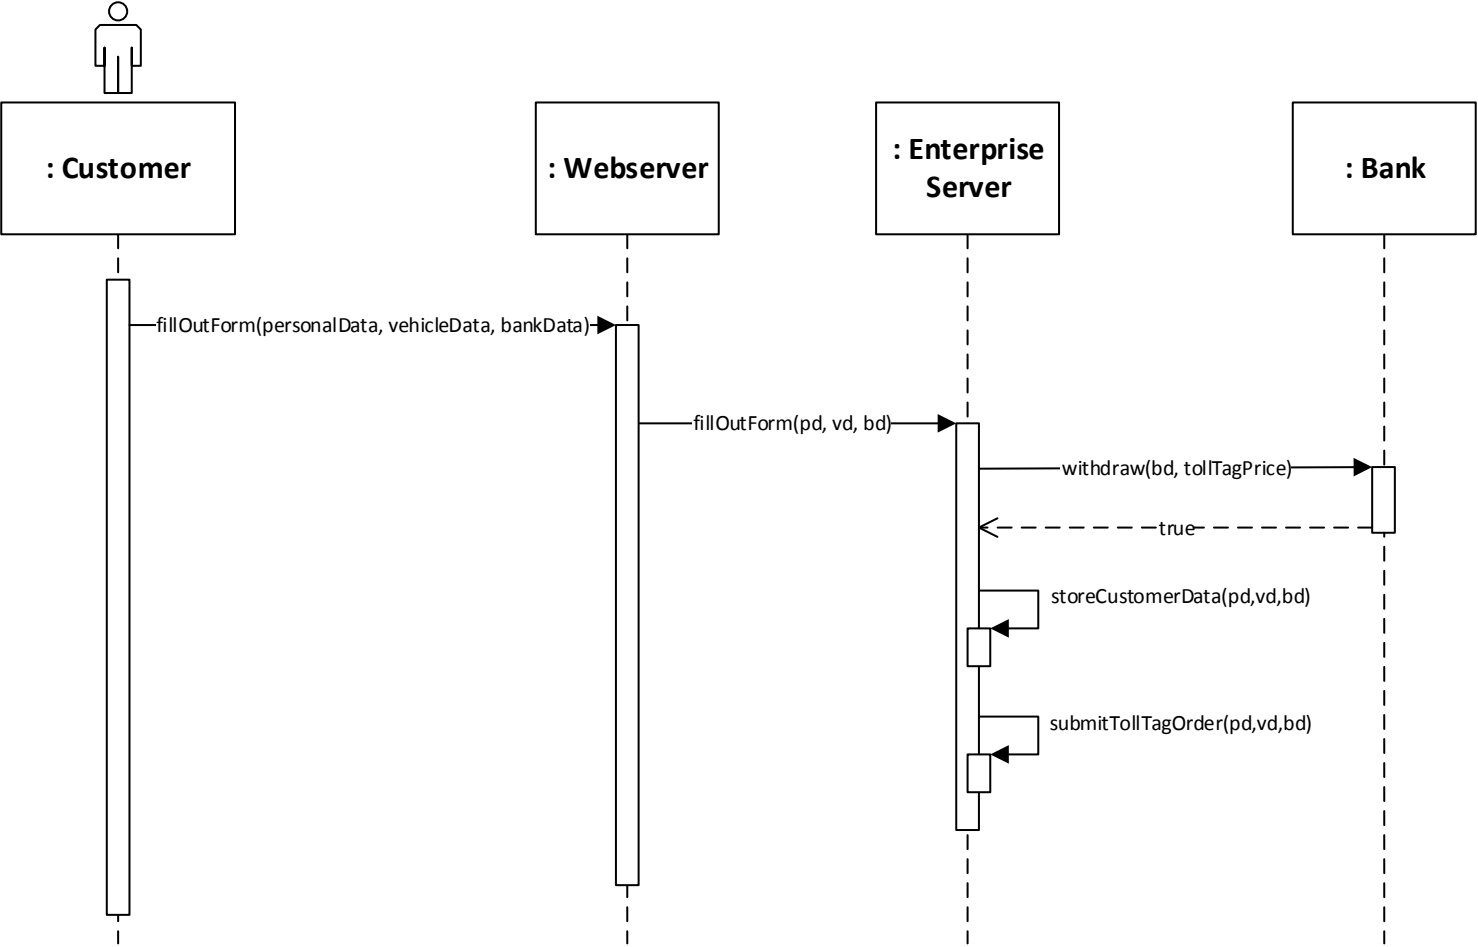 : Customer
: Webserver
: Enterprise
Server
: Bank
fillOutForm(personalData, vehicleData, bankData)
fillOutForm(pd, vd, bd)
withdraw(bd, tollTagPrice)
true
storeCustomerData(pd,vd,bd)
submitTollTagOrder(pd,vd,bd)